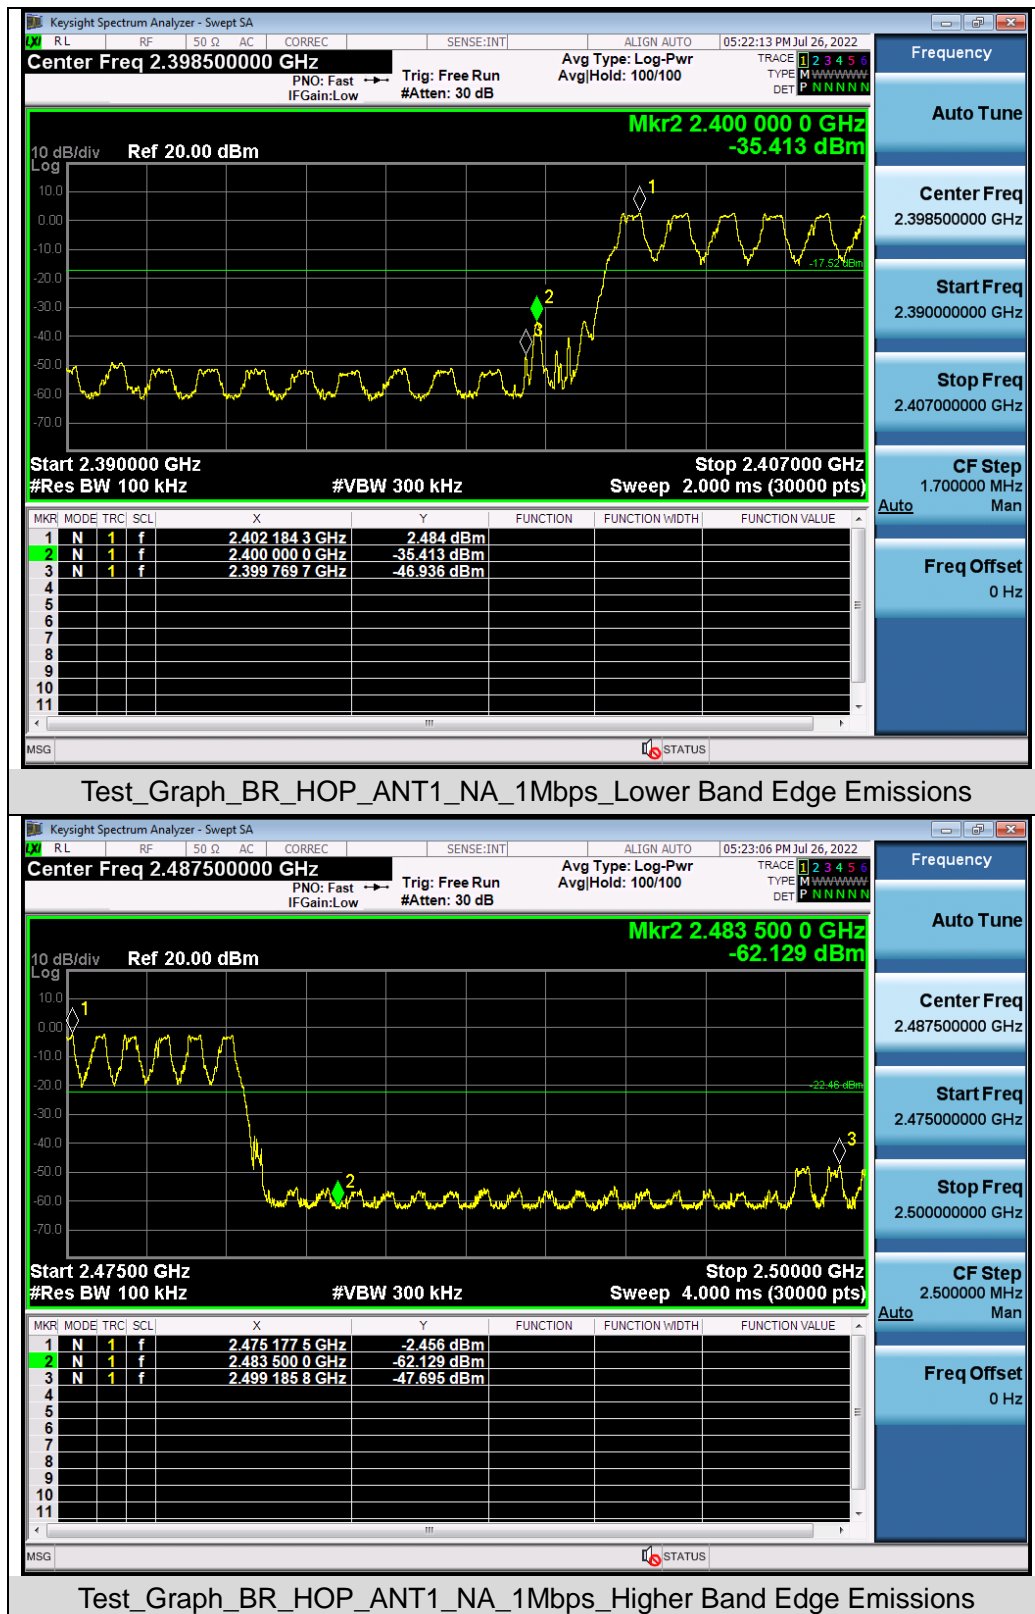 Keysight Spectrum Analyzer - Swept SA
LXI RL RF 50 Ω AC CORREC SENSE:INT ALIGN AUTO 05:22:13 PM Jul 26, 2022
Center Freq 2.398500000 GHz
PNO: Fast
IFGain:Low
Trig: Free Run
#Atten: 30 dB
Avg Type: Log-Pwr
Avg|Hold: 100/100
TRACE 1 2 3 4 5 6
TYPE M W W W W W
DET P N N N N N
Frequency
Auto Tune
Center Freq
2.398500000 GHz
Start Freq
2.390000000 GHz
Stop Freq
2.407000000 GHz
CF Step
1.700000 MHz
Auto Man
Freq Offset
0 Hz
Mkr2 2.400 000 0 GHz
-35.413 dBm
10 dB/div Ref 20.00 dBm
Log
10.0
0.00
-10.0
-20.0
-30.0
-40.0
-50.0
-60.0
-70.0
1
2
3
-17.52 dBm
Start 2.390000 GHz Stop 2.407000 GHz
#Res BW 100 kHz #VBW 300 kHz Sweep 2.000 ms (30000 pts)
MKR MODE TRC SCL X Y FUNCTION FUNCTION WIDTH FUNCTION VALUE
1 N 1 f 2.402 184 3 GHz 2.484 dBm
2 N 1 f 2.400 000 0 GHz -35.413 dBm
3 N 1 f 2.399 769 7 GHz -46.936 dBm
4
5
6
7
8
9
10
11
MSG STATUS
Test_Graph_BR_HOP_ANT1_NA_1Mbps_Lower Band Edge Emissions
Keysight Spectrum Analyzer - Swept SA
LXI RL RF 50 Ω AC CORREC SENSE:INT ALIGN AUTO 05:23:06 PM Jul 26, 2022
Center Freq 2.487500000 GHz
PNO: Fast
IFGain:Low
Trig: Free Run
#Atten: 30 dB
Avg Type: Log-Pwr
Avg|Hold: 100/100
TRACE 1 2 3 4 5 6
TYPE M W W W W W
DET P N N N N N
Frequency
Auto Tune
Center Freq
2.487500000 GHz
Start Freq
2.475000000 GHz
Stop Freq
2.500000000 GHz
CF Step
2.500000 MHz
Auto Man
Freq Offset
0 Hz
Mkr2 2.483 500 0 GHz
-62.129 dBm
10 dB/div Ref 20.00 dBm
Log
10.0
0.00
-10.0
-20.0
-30.0
-40.0
-50.0
-60.0
-70.0
1
2
3
-22.46 dBm
Start 2.47500 GHz Stop 2.50000 GHz
#Res BW 100 kHz #VBW 300 kHz Sweep 4.000 ms (30000 pts)
MKR MODE TRC SCL X Y FUNCTION FUNCTION WIDTH FUNCTION VALUE
1 N 1 f 2.475 177 5 GHz -2.456 dBm
2 N 1 f 2.483 500 0 GHz -62.129 dBm
3 N 1 f 2.499 185 8 GHz -47.695 dBm
4
5
6
7
8
9
10
11
MSG STATUS
Test_Graph_BR_HOP_ANT1_NA_1Mbps_Higher Band Edge Emissions